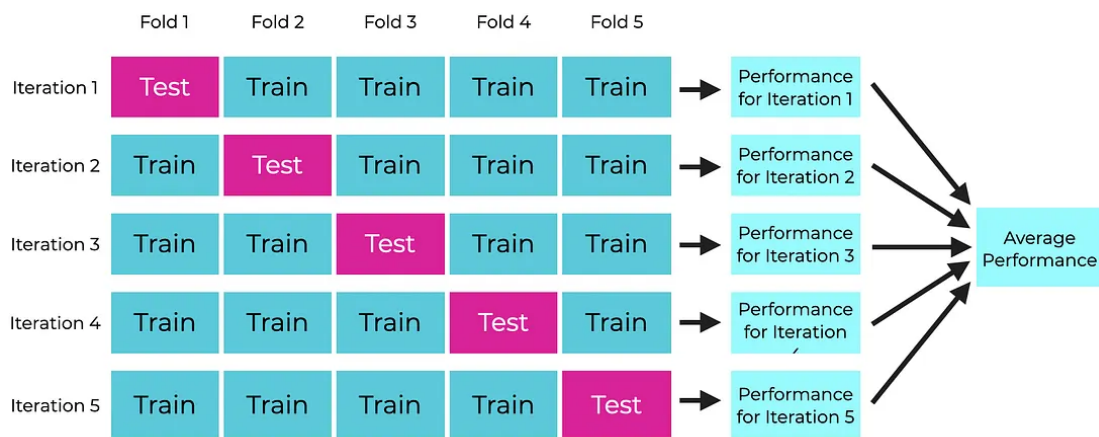 Fold 1 Fold 2 Fold 3 Fold 4 Fold 5
Iteration 1 Test Train Train Train Train Performance for Iteration 1
Iteration 2 Train Test Train Train Train Performance for Iteration 2
Iteration 3 Train Train Test Train Train Performance for Iteration 3
Average
Performance
Iteration 4 Train Train Train Test Train Performance for Iteration
Iteration 5 Train Train Train Train Test Performance for Iteration 5